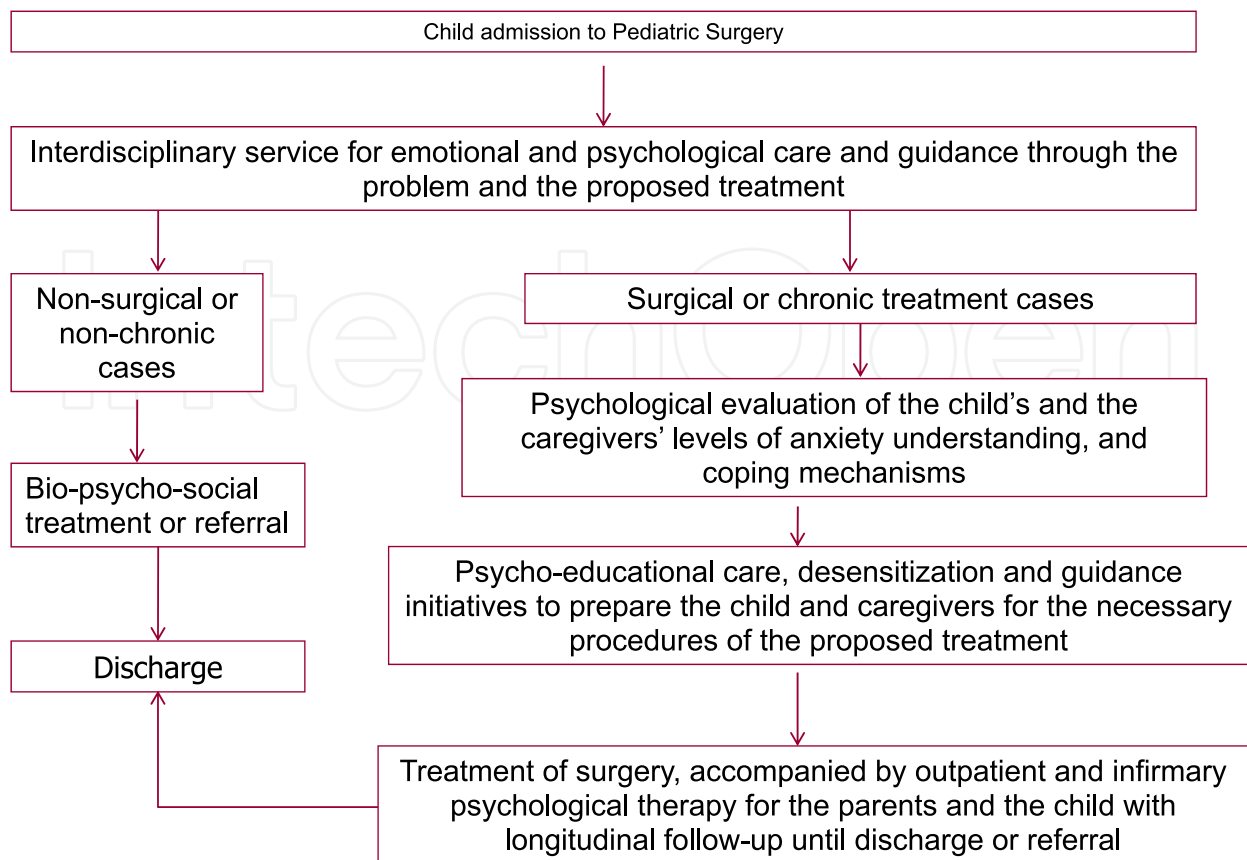 Child admission to Pediatric Surgery
Interdisciplinary service for emotional and psychological care and guidance through the
problem and the proposed treatment
Non-surgical or
non-chronic
cases
Surgical or chronic treatment cases
Psychological evaluation of the child’s and the
caregivers’ levels of anxiety understanding, and
coping mechanisms
Bio-psycho-social
treatment or referral
Psycho-educational care, desensitization and guidance
initiatives to prepare the child and caregivers for the necessary
procedures of the proposed treatment
Discharge
Treatment of surgery, accompanied by outpatient and infirmary
psychological therapy for the parents and the child with
longitudinal follow-up until discharge or referral
IntechOpen